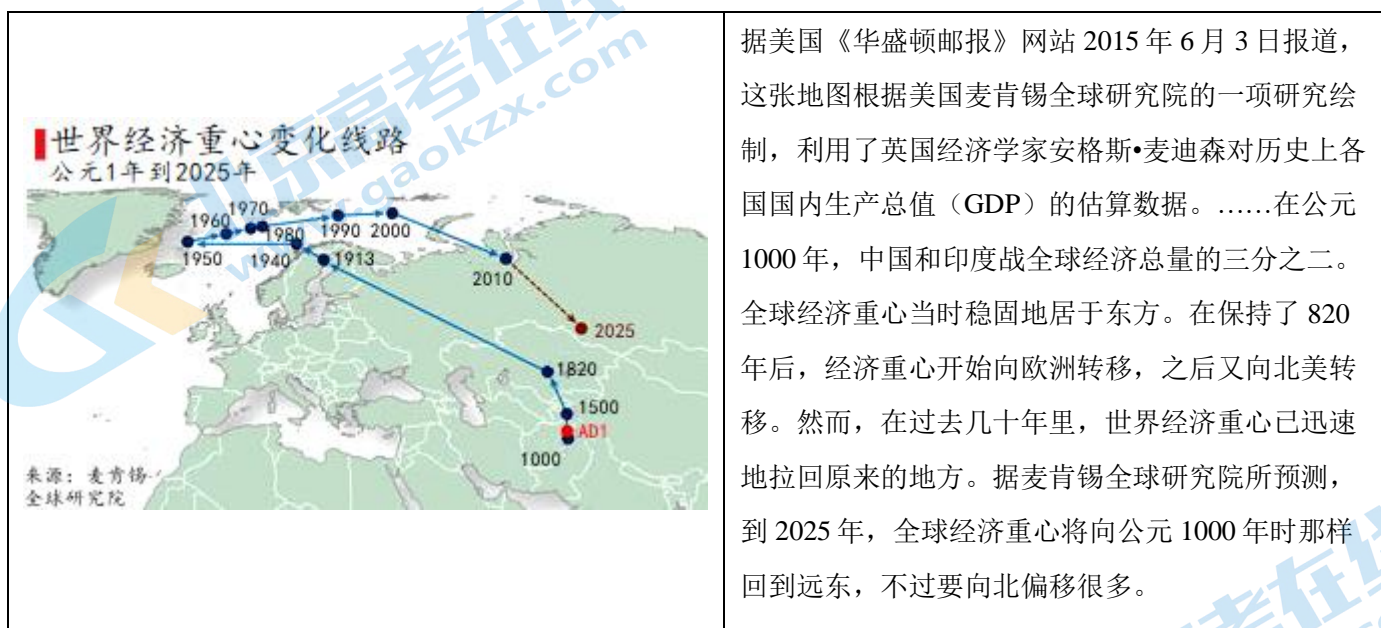 北京高考在线
www.gaokzx.com
世界经济重心变化线路
公元1年到2025年
1970
1960
1950
1980
1940
1990
2000
1913
2010
2025
1820
1500
AD1
1000
来源：麦肯锡
全球研究院
据美国《华盛顿邮报》网站 2015 年 6 月 3 日报道，
这张地图根据美国麦肯锡全球研究院的一项研究绘
制，利用了英国经济学家安格斯•麦迪森对历史上各
国国内生产总值（GDP）的估算数据。……在公元
1000 年，中国和印度战全球经济总量的三分之二。
全球经济重心当时稳固地居于东方。在保持了 820
年后，经济重心开始向欧洲转移，之后又向北美转
移。然而，在过去几十年里，世界经济重心已迅速
地拉回原来的地方。据麦肯锡全球研究院所预测，
到 2025 年，全球经济重心将向公元 1000 年时那样
回到远东，不过要向北偏移很多。